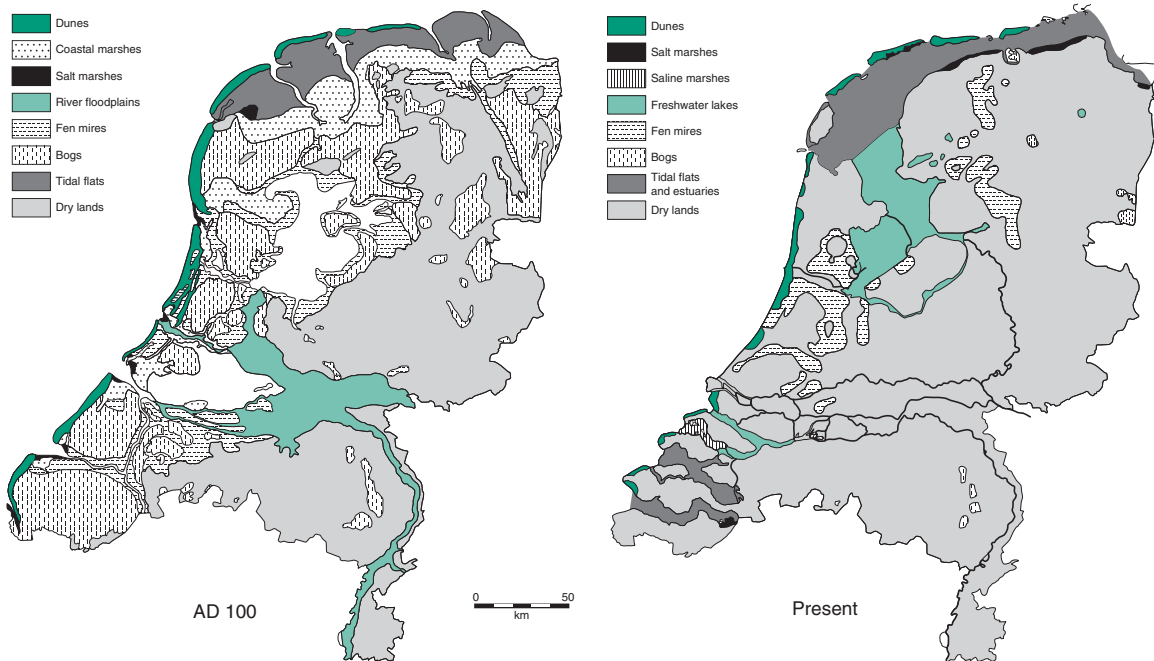 Dunes
Coastal marshes
Salt marshes
River floodplains
Fen mires
Bogs
Tidal flats
Dry lands
AD 100
0 50
km
Dunes
Salt marshes
Saline marshes
Freshwater lakes
Fen mires
Bogs
Tidal flats
and estuaries
Dry lands
Present